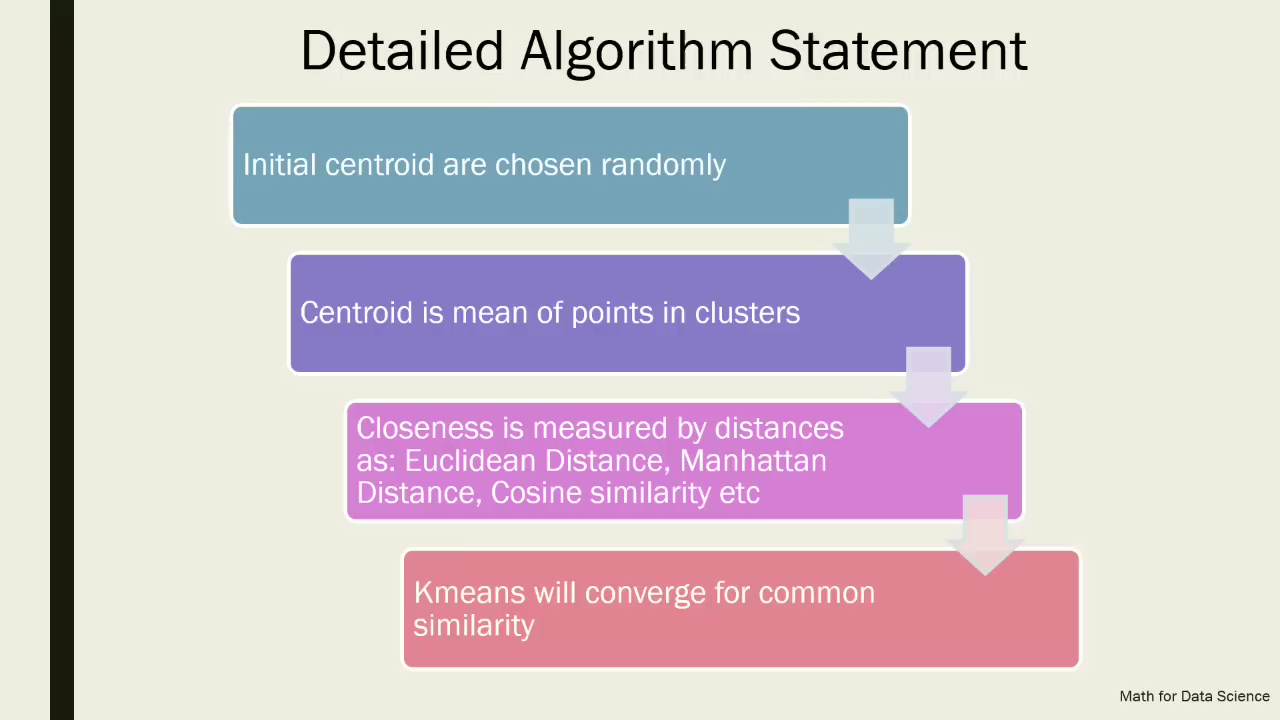 Detailed Algorithm Statement
Initial centroid are chosen randomly
Centroid is mean of points in clusters
Closeness is measured by distances
as: Euclidean Distance, Manhattan
Distance, Cosine similarity etc
Kmeans will converge for common
similarity
Math for Data Science